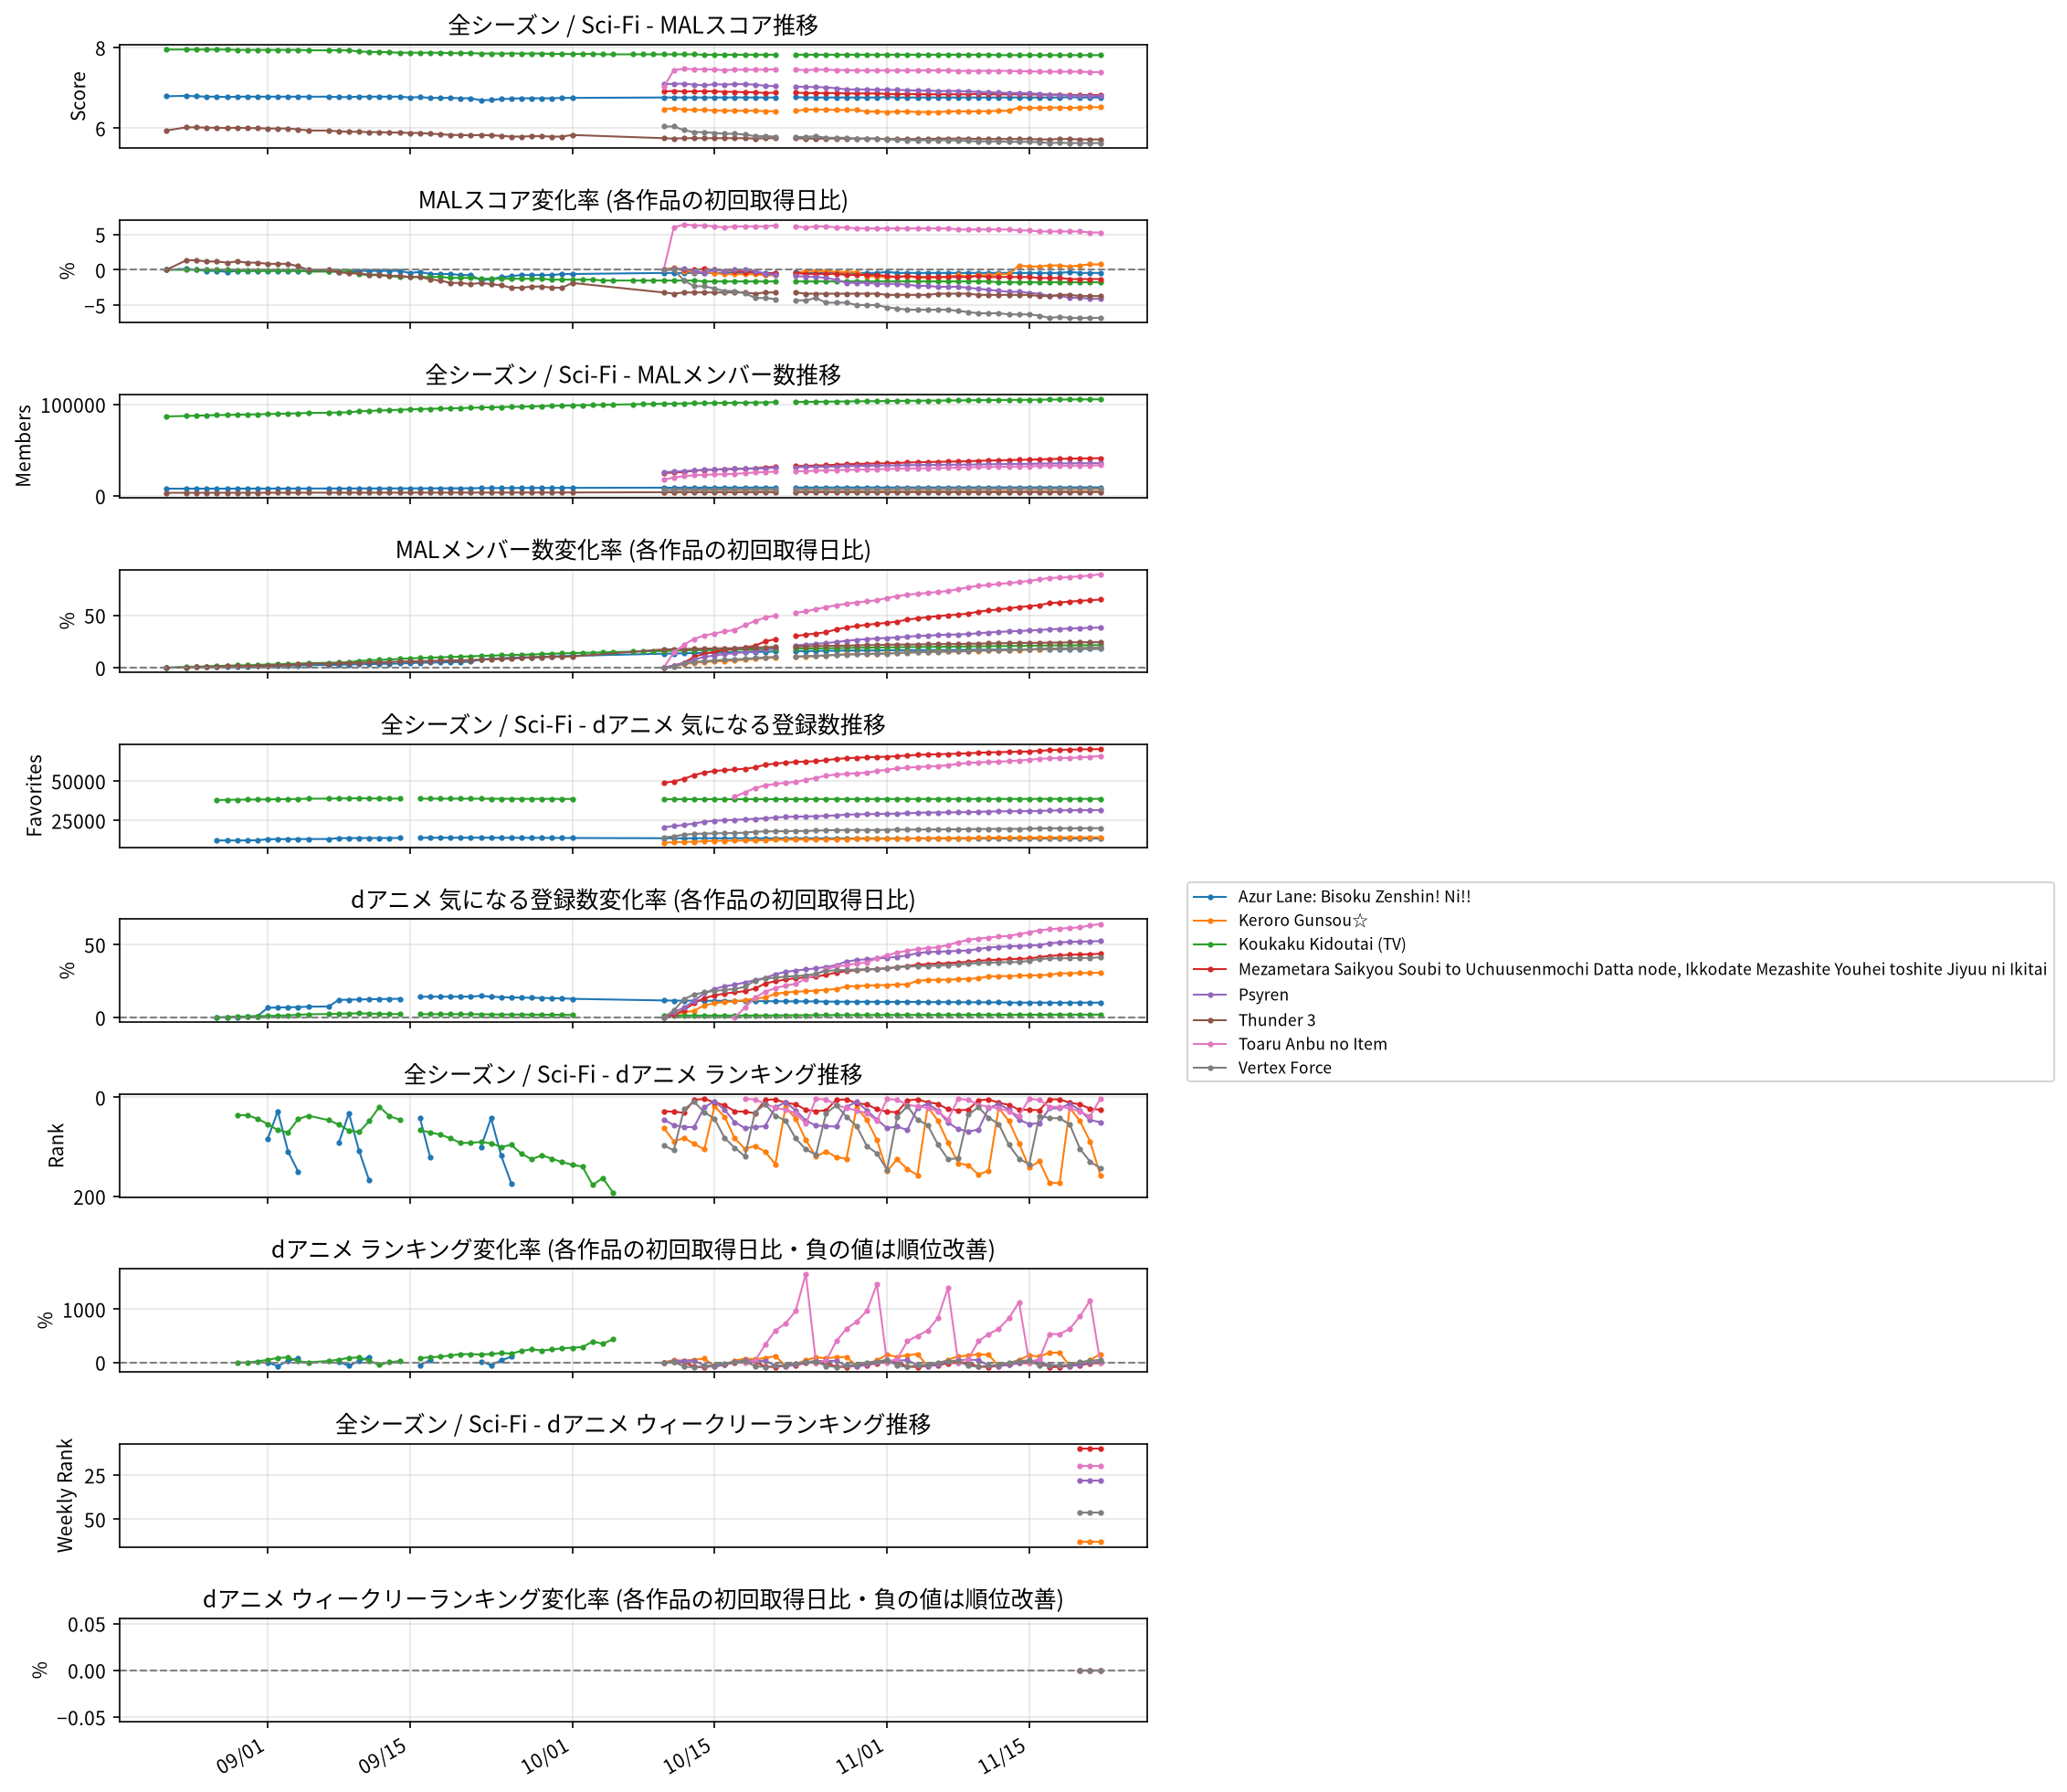 全シーズン / Sci-Fi - MALスコア推移
8
6
Score
MALスコア変化率 (各作品の初回取得日比)
5
0
−5
%
全シーズン / Sci-Fi - MALメンバー数推移
100000
0
Members
MALメンバー数変化率 (各作品の初回取得日比)
50
0
%
全シーズン / Sci-Fi - dアニメ 気になる登録数推移
50000
25000
Favorites
dアニメ 気になる登録数変化率 (各作品の初回取得日比)
50
0
%
Azur Lane: Bisoku Zenshin! Ni!!
Keroro Gunsou☆
Koukaku Kidoutai (TV)
Mezametara Saikyou Soubi to Uchuusenmochi Datta node, Ikkodate Mezashite Youhei toshite Jiyuu ni Ikitai
Psyren
Thunder 3
Toaru Anbu no Item
Vertex Force
全シーズン / Sci-Fi - dアニメ ランキング推移
0
200
Rank
dアニメ ランキング変化率 (各作品の初回取得日比・負の値は順位改善)
1000
0
%
全シーズン / Sci-Fi - dアニメ ウィークリーランキング推移
25
50
Weekly Rank
dアニメ ウィークリーランキング変化率 (各作品の初回取得日比・負の値は順位改善)
0.05
0.00
−0.05
%
09/01
09/15
10/01
10/15
11/01
11/15